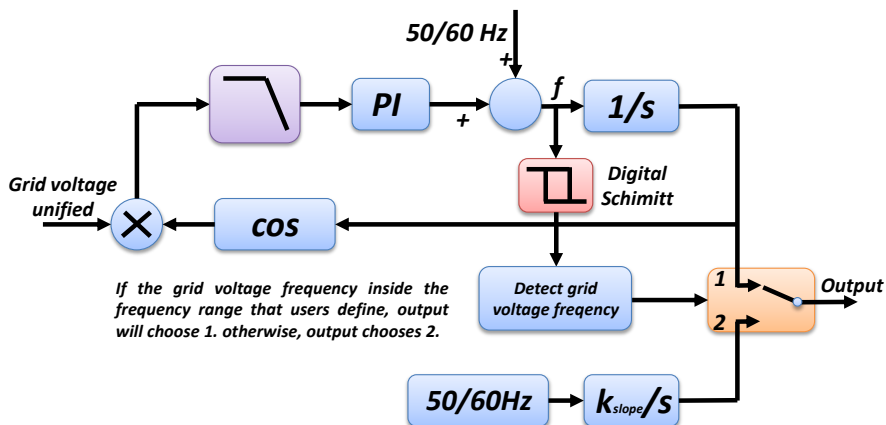 50/60 Hz
+
f
PI
+
1/s
Grid voltage
unified
Digital
Schimitt
cos
If the grid voltage frequency inside the
frequency range that users define, output
will choose 1. otherwise, output chooses 2.
Detect grid
voltage freqency
1
2
Output
50/60Hz
kslope/s